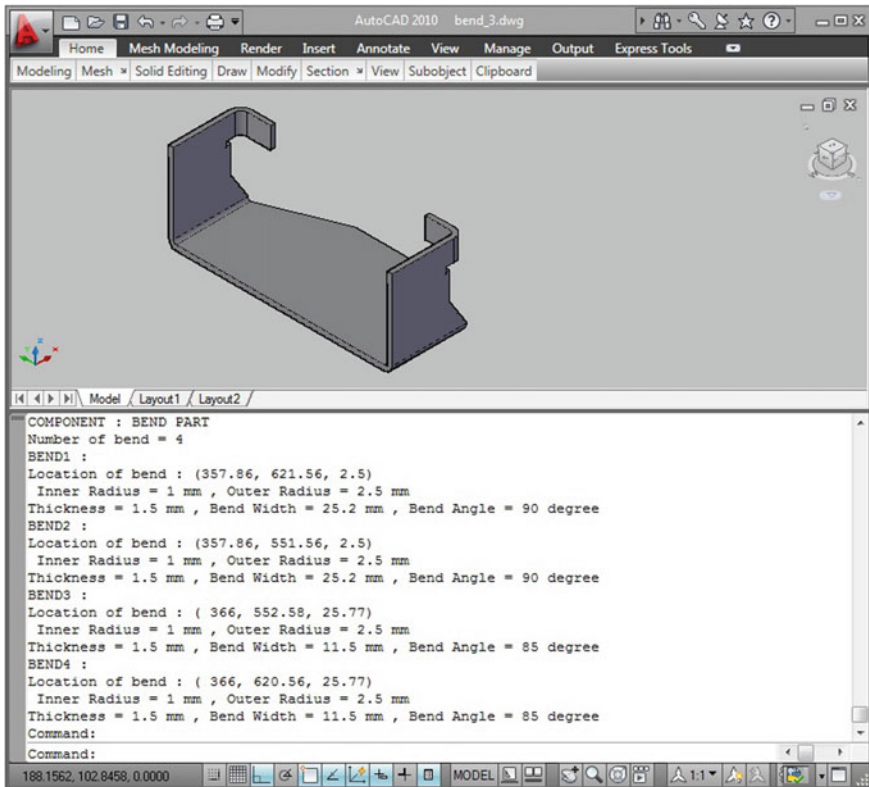 AutoCAD 2010 bend_3.dwg
Home Mesh Modeling Render Insert Annotate View Manage Output Express Tools
Modeling Mesh Solid Editing Draw Modify Section View Subobject Clipboard
Model Layout1 Layout2
COMPONENT : BEND PART
Number of bend = 4
BEND1 :
Location of bend : (357.86, 621.56, 2.5)
Inner Radius = 1 mm , Outer Radius = 2.5 mm
Thickness = 1.5 mm , Bend Width = 25.2 mm , Bend Angle = 90 degree
BEND2 :
Location of bend : (357.86, 551.56, 2.5)
Inner Radius = 1 mm , Outer Radius = 2.5 mm
Thickness = 1.5 mm , Bend Width = 25.2 mm , Bend Angle = 90 degree
BEND3 :
Location of bend : ( 366, 552.58, 25.77)
Inner Radius = 1 mm , Outer Radius = 2.5 mm
Thickness = 1.5 mm , Bend Width = 11.5 mm , Bend Angle = 85 degree
BEND4 :
Location of bend : ( 366, 620.56, 25.77)
Inner Radius = 1 mm , Outer Radius = 2.5 mm
Thickness = 1.5 mm , Bend Width = 11.5 mm , Bend Angle = 85 degree
Command:
Command:
188.1562, 102.8458, 0.0000 MODEL 1:1